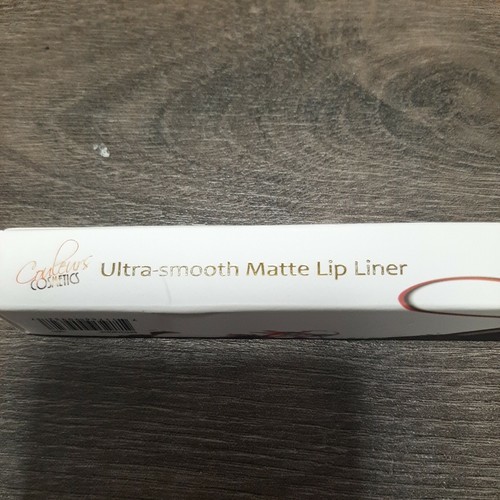 Couleurs
COSMETICS
Ultra-smooth Matte Lip Liner